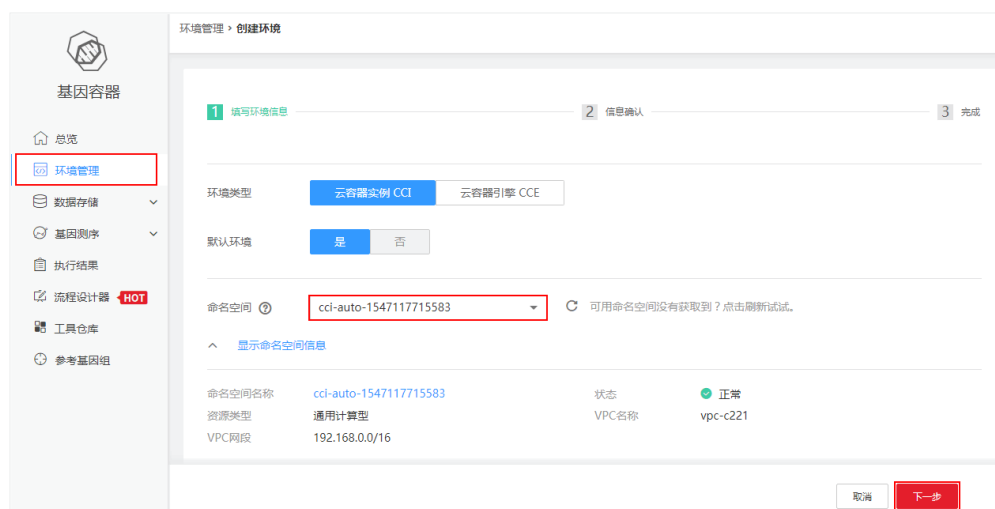 环境管理 › 创建环境
基因容器
总览
环境管理
数据存储
基因测序
执行结果
流程设计器 HOT
工具仓库
参考基因组
1 填写环境信息 2 信息确认 3 完成
环境类型 云容器实例 CCI 云容器引擎 CCE
默认环境 是 否
命名空间 ? cci-auto-1547117715583 可用命名空间没有获取到？点击刷新试试。
显示命名空间信息
命名空间名称 cci-auto-1547117715583 状态 正常
资源类型 通用计算型 VPC名称 vpc-c221
VPC网段 192.168.0.0/16
取消 下一步